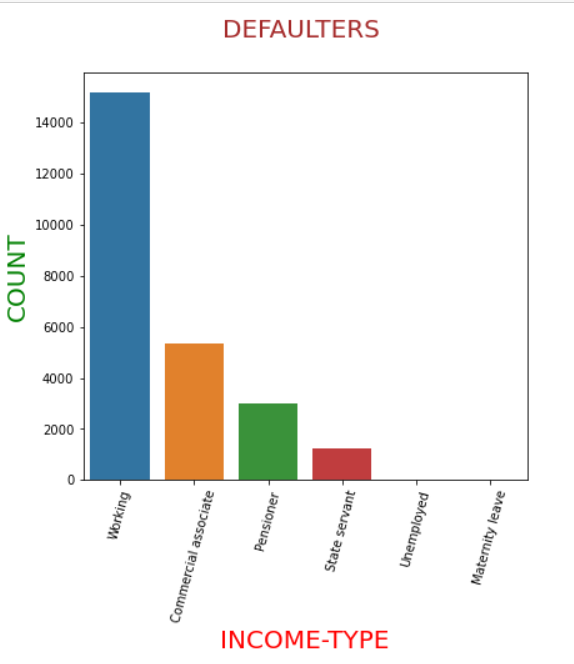 DEFAULTERS
14000
12000
10000
8000
6000
4000
2000
0
COUNT
Working
Commercial associate
Pensioner
State servant
Unemployed
Maternity leave
INCOME-TYPE